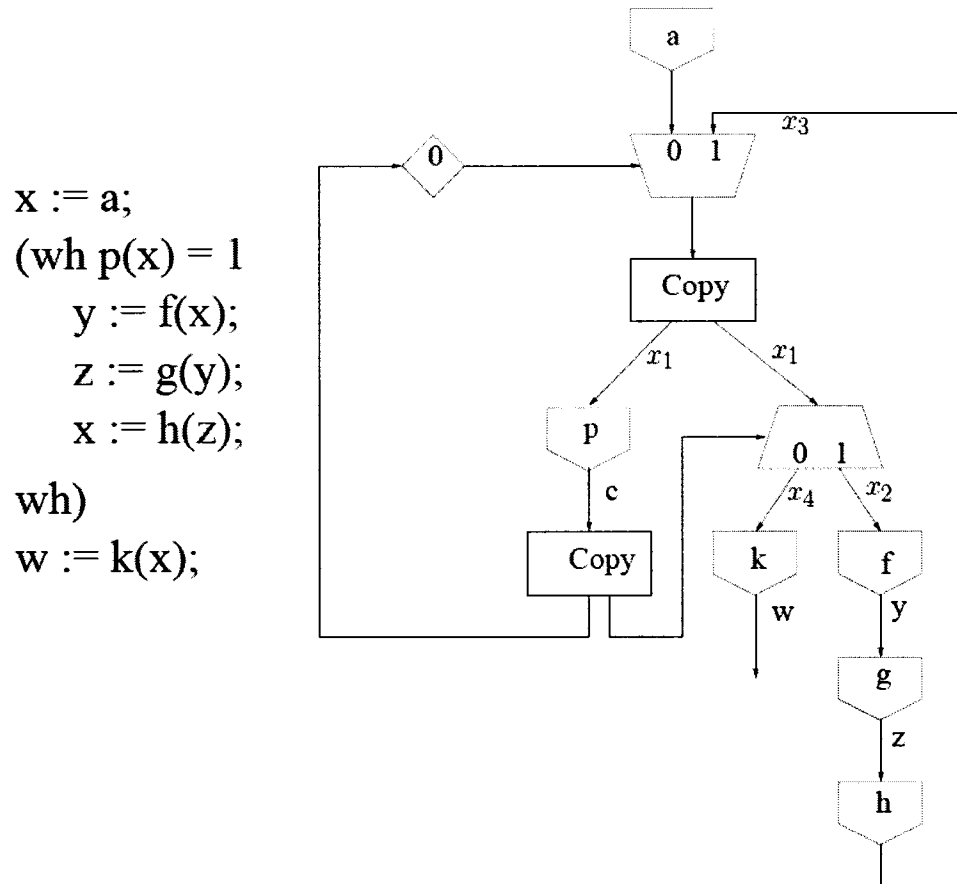 x := a;
(wh p(x) = 1
y := f(x);
z := g(y);
x := h(z);
wh)
w := k(x);
a
x₃
0
0 1
Copy
x₁ x₁
p
0 1
c
x₄ x₂
Copy
k
f
w
y
g
z
h